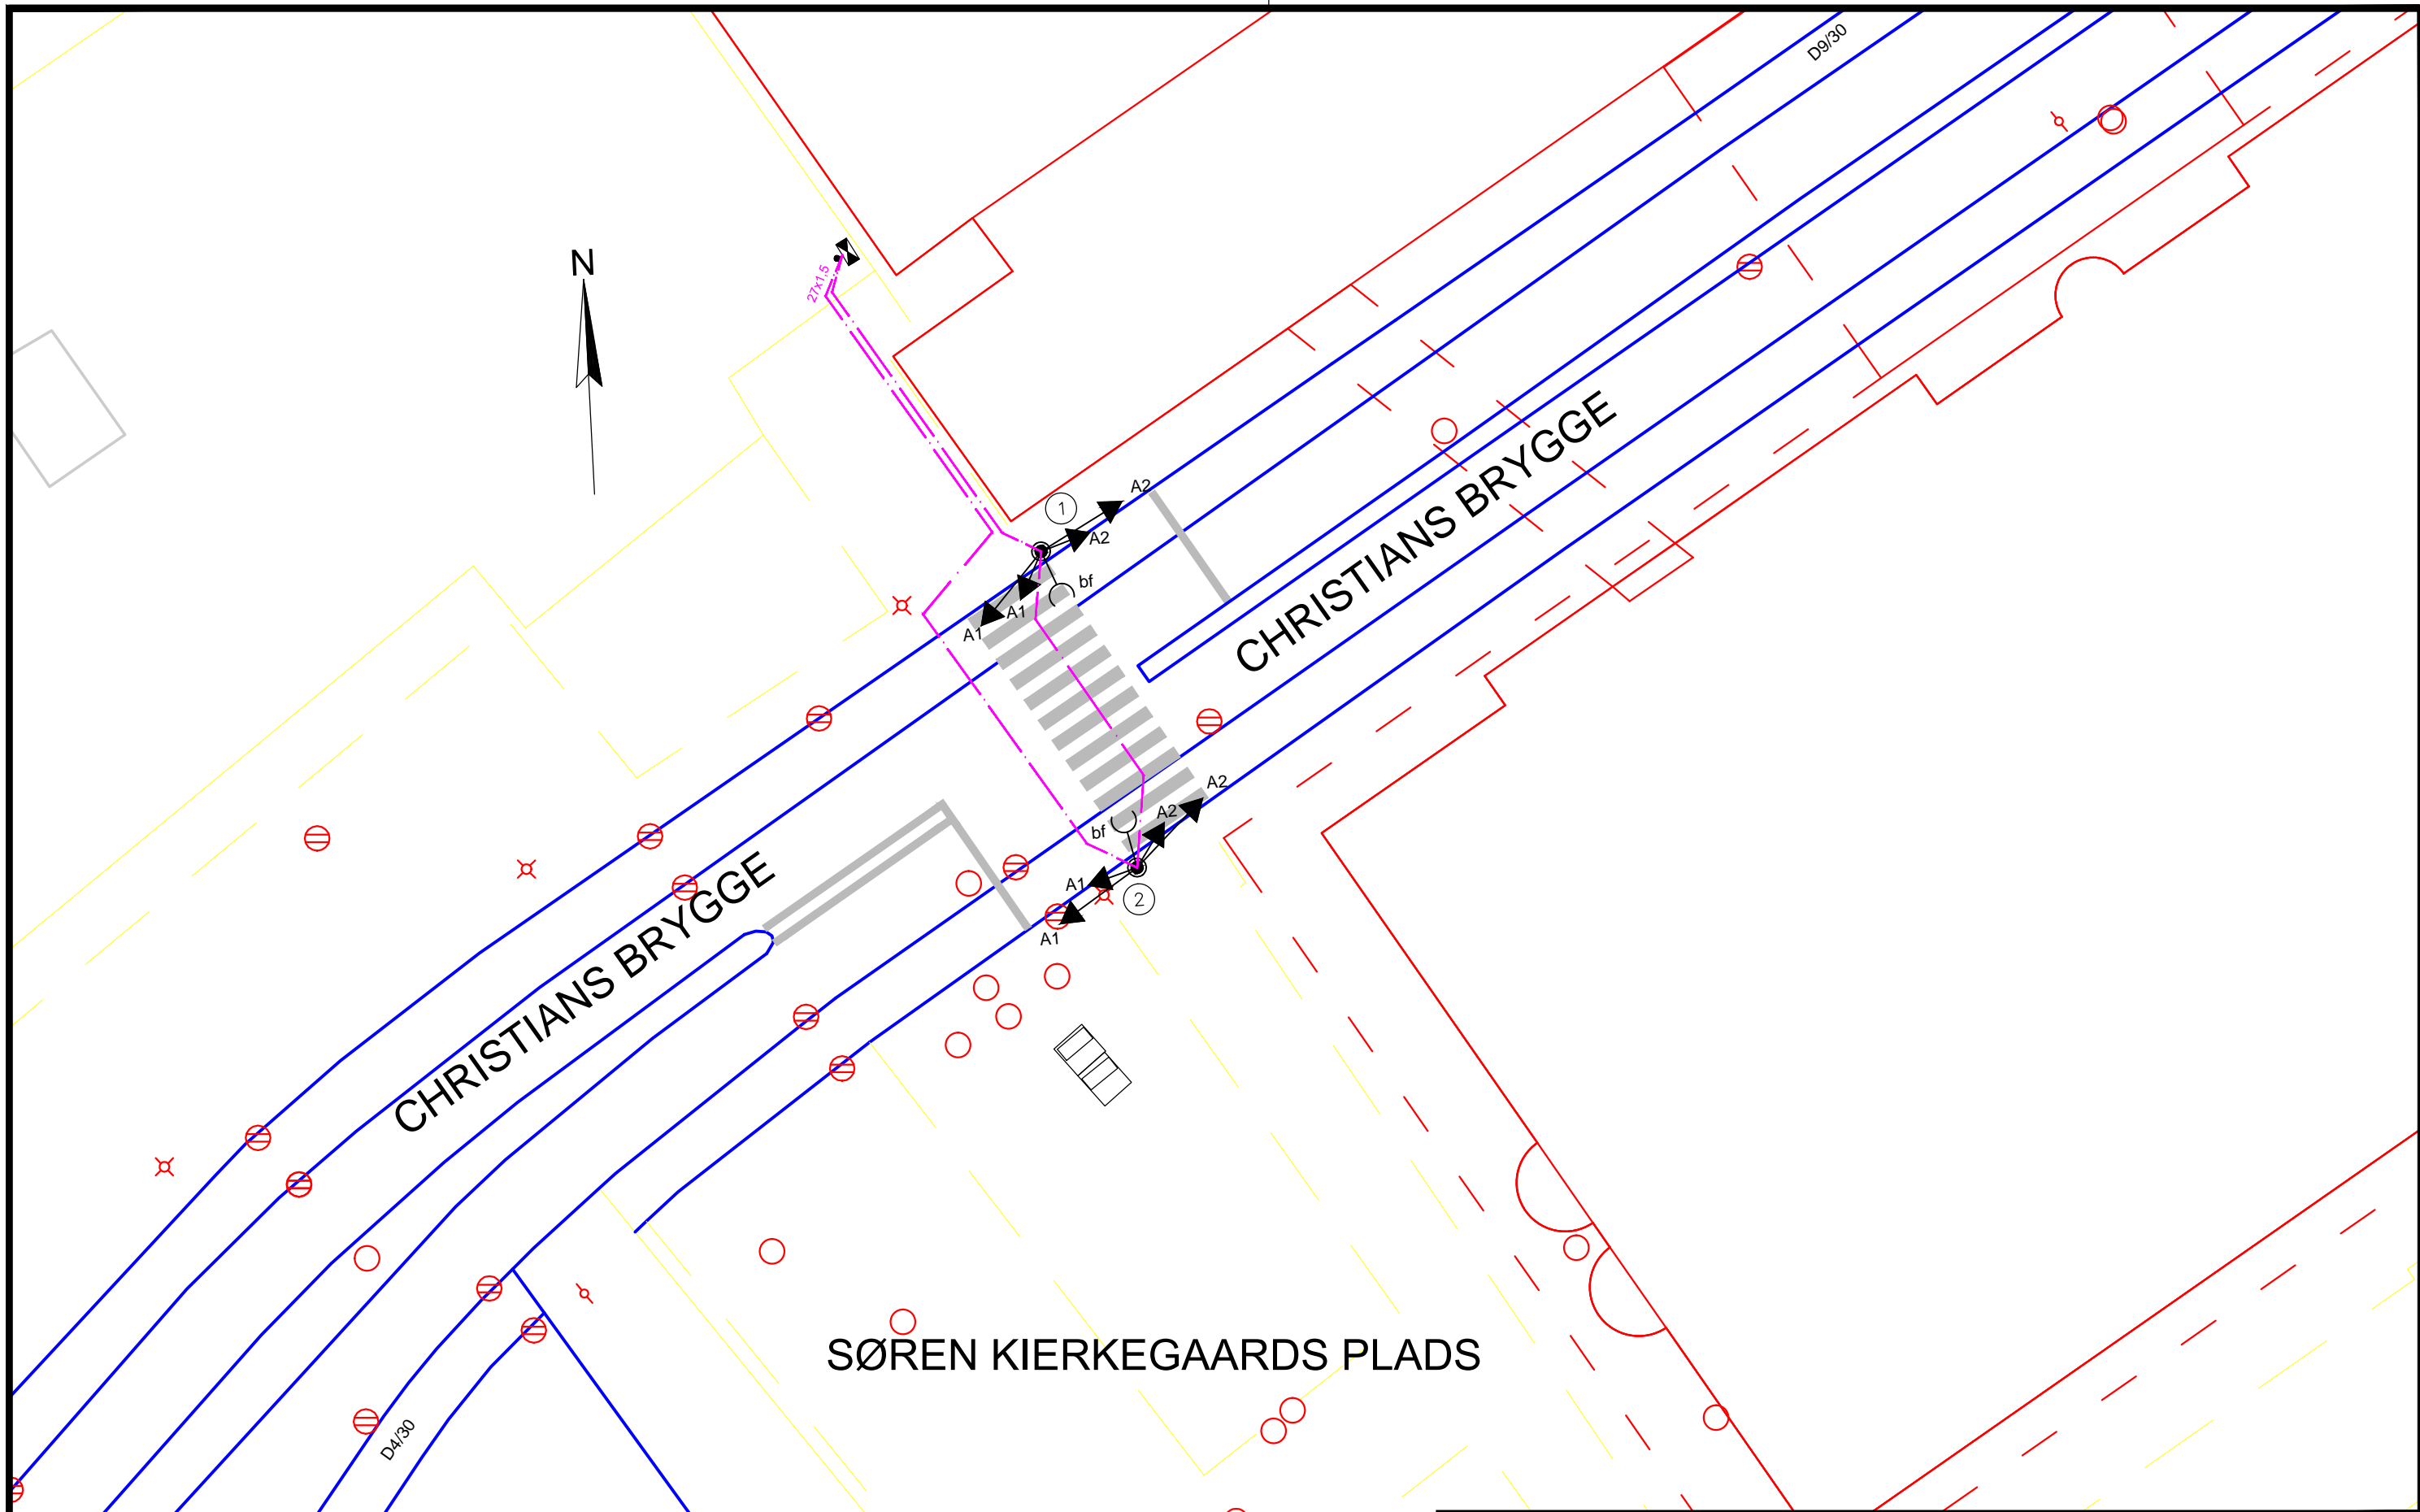 D9/30
N
27x1,5
A2
1
A2
bf
A1
A1
CHRISTIANS BRYGGE
A2
A2
bf
A1
2
A1
CHRISTIANS BRYGGE
SØREN KIERKEGAARDS PLADS
D4/30